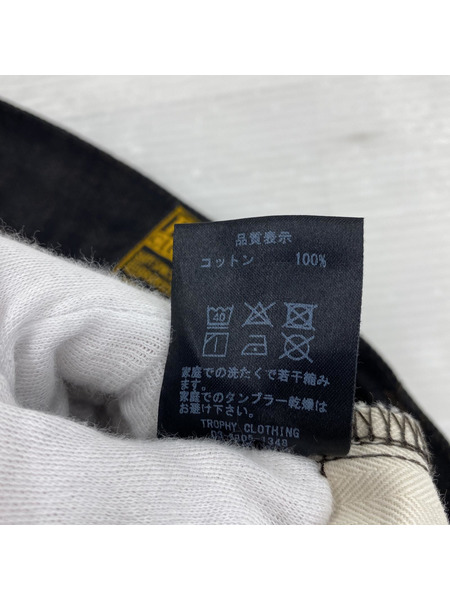 品質表示
コットン 100%
40
家庭での洗たくで若干縮み
ます。
家庭でのタンブラー乾燥は
お避け下さい。
TROPHY CLOTHING